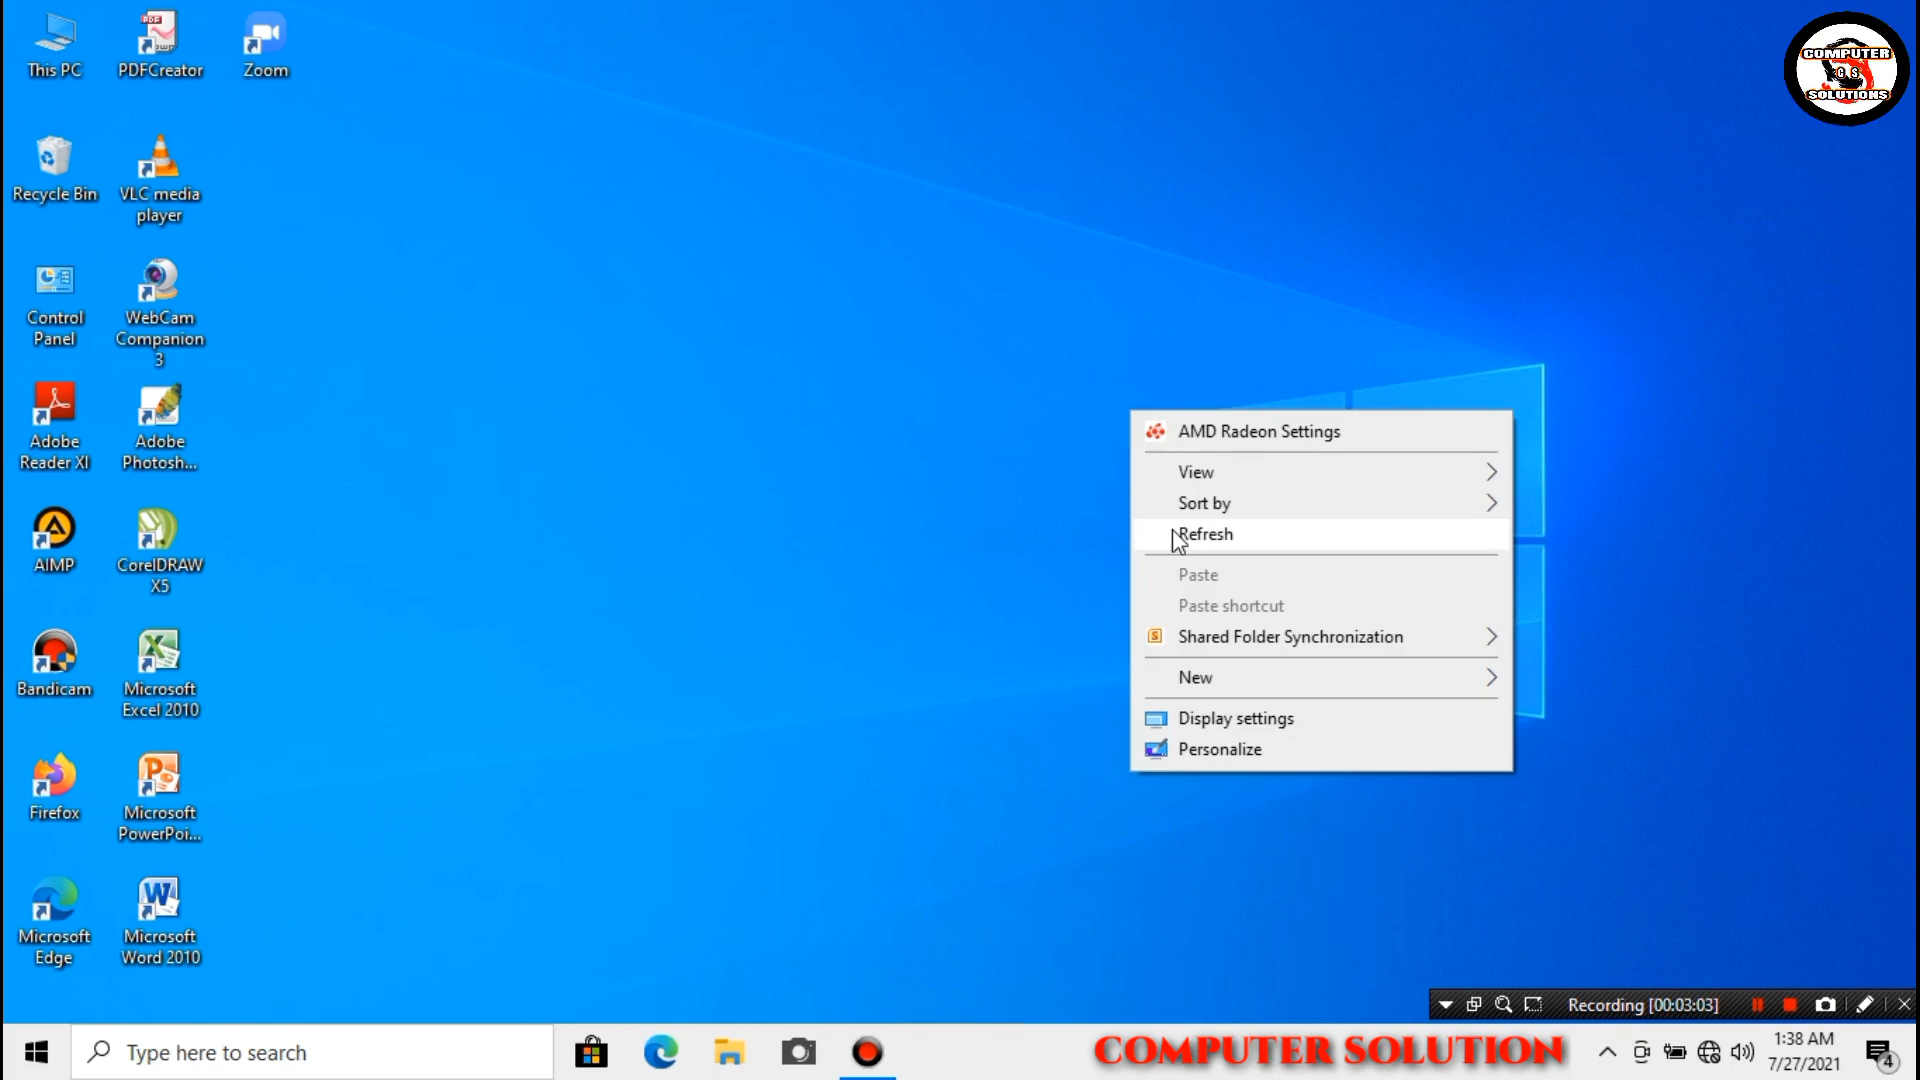 This PC
PDFCreator
Zoom
COMPUTER
G S
SOLUTIONS
Recycle Bin
VLC media
player
Control
Panel
WebCam
Companion
3
Adobe
Reader XI
Adobe
Photosh...
AIMP
CorelDRAW
X5
Bandicam
Microsoft
Excel 2010
Firefox
Microsoft
PowerPoi...
Microsoft
Edge
Microsoft
Word 2010
AMD Radeon Settings
View
Sort by
Refresh
Paste
Paste shortcut
Shared Folder Synchronization
New
Display settings
Personalize
Recording [00:03:03]
Type here to search
COMPUTER SOLUTION
1:38 AM
7/27/2021
4